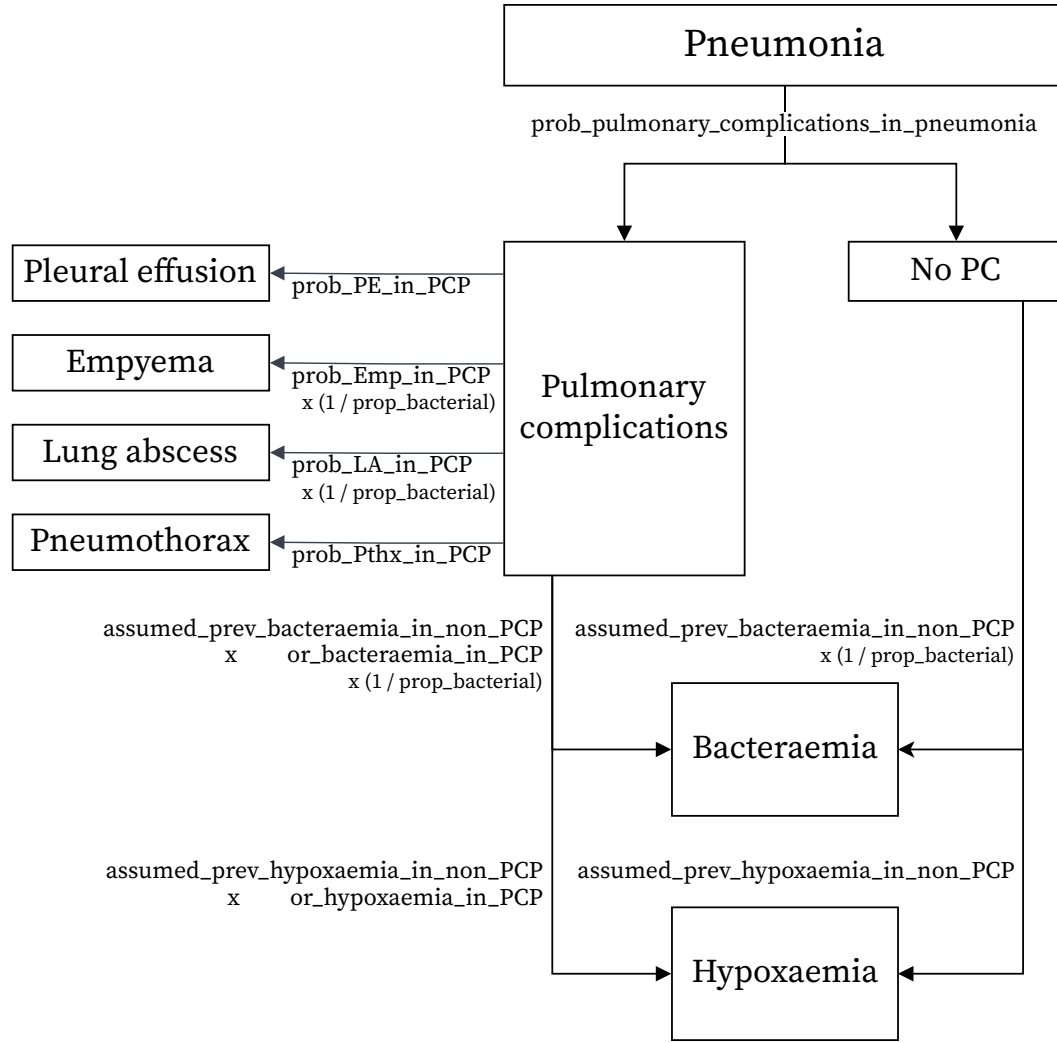 Pneumonia
prob_pulmonary_complications_in_pneumonia
Pleural effusion
prob_PE_in_PCP
No PC
Empyema
prob_Emp_in_PCP
x (1 / prop_bacterial)
Pulmonary
complications
Lung abscess
prob_LA_in_PCP
x (1 / prop_bacterial)
Pneumothorax
prob_Pthx_in_PCP
assumed_prev_bacteraemia_in_non_PCP
x or_bacteraemia_in_PCP
x (1 / prop_bacterial)
assumed_prev_bacteraemia_in_non_PCP
x (1 / prop_bacterial)
Bacteraemia
assumed_prev_hypoxaemia_in_non_PCP
x or_hypoxaemia_in_PCP
assumed_prev_hypoxaemia_in_non_PCP
Hypoxaemia